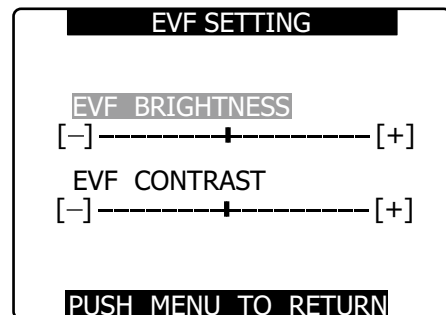 EVF SETTING
EVF BRIGHTNESS
[–] [+]
EVF CONTRAST
[–] [+]
PUSH MENU TO RETURN